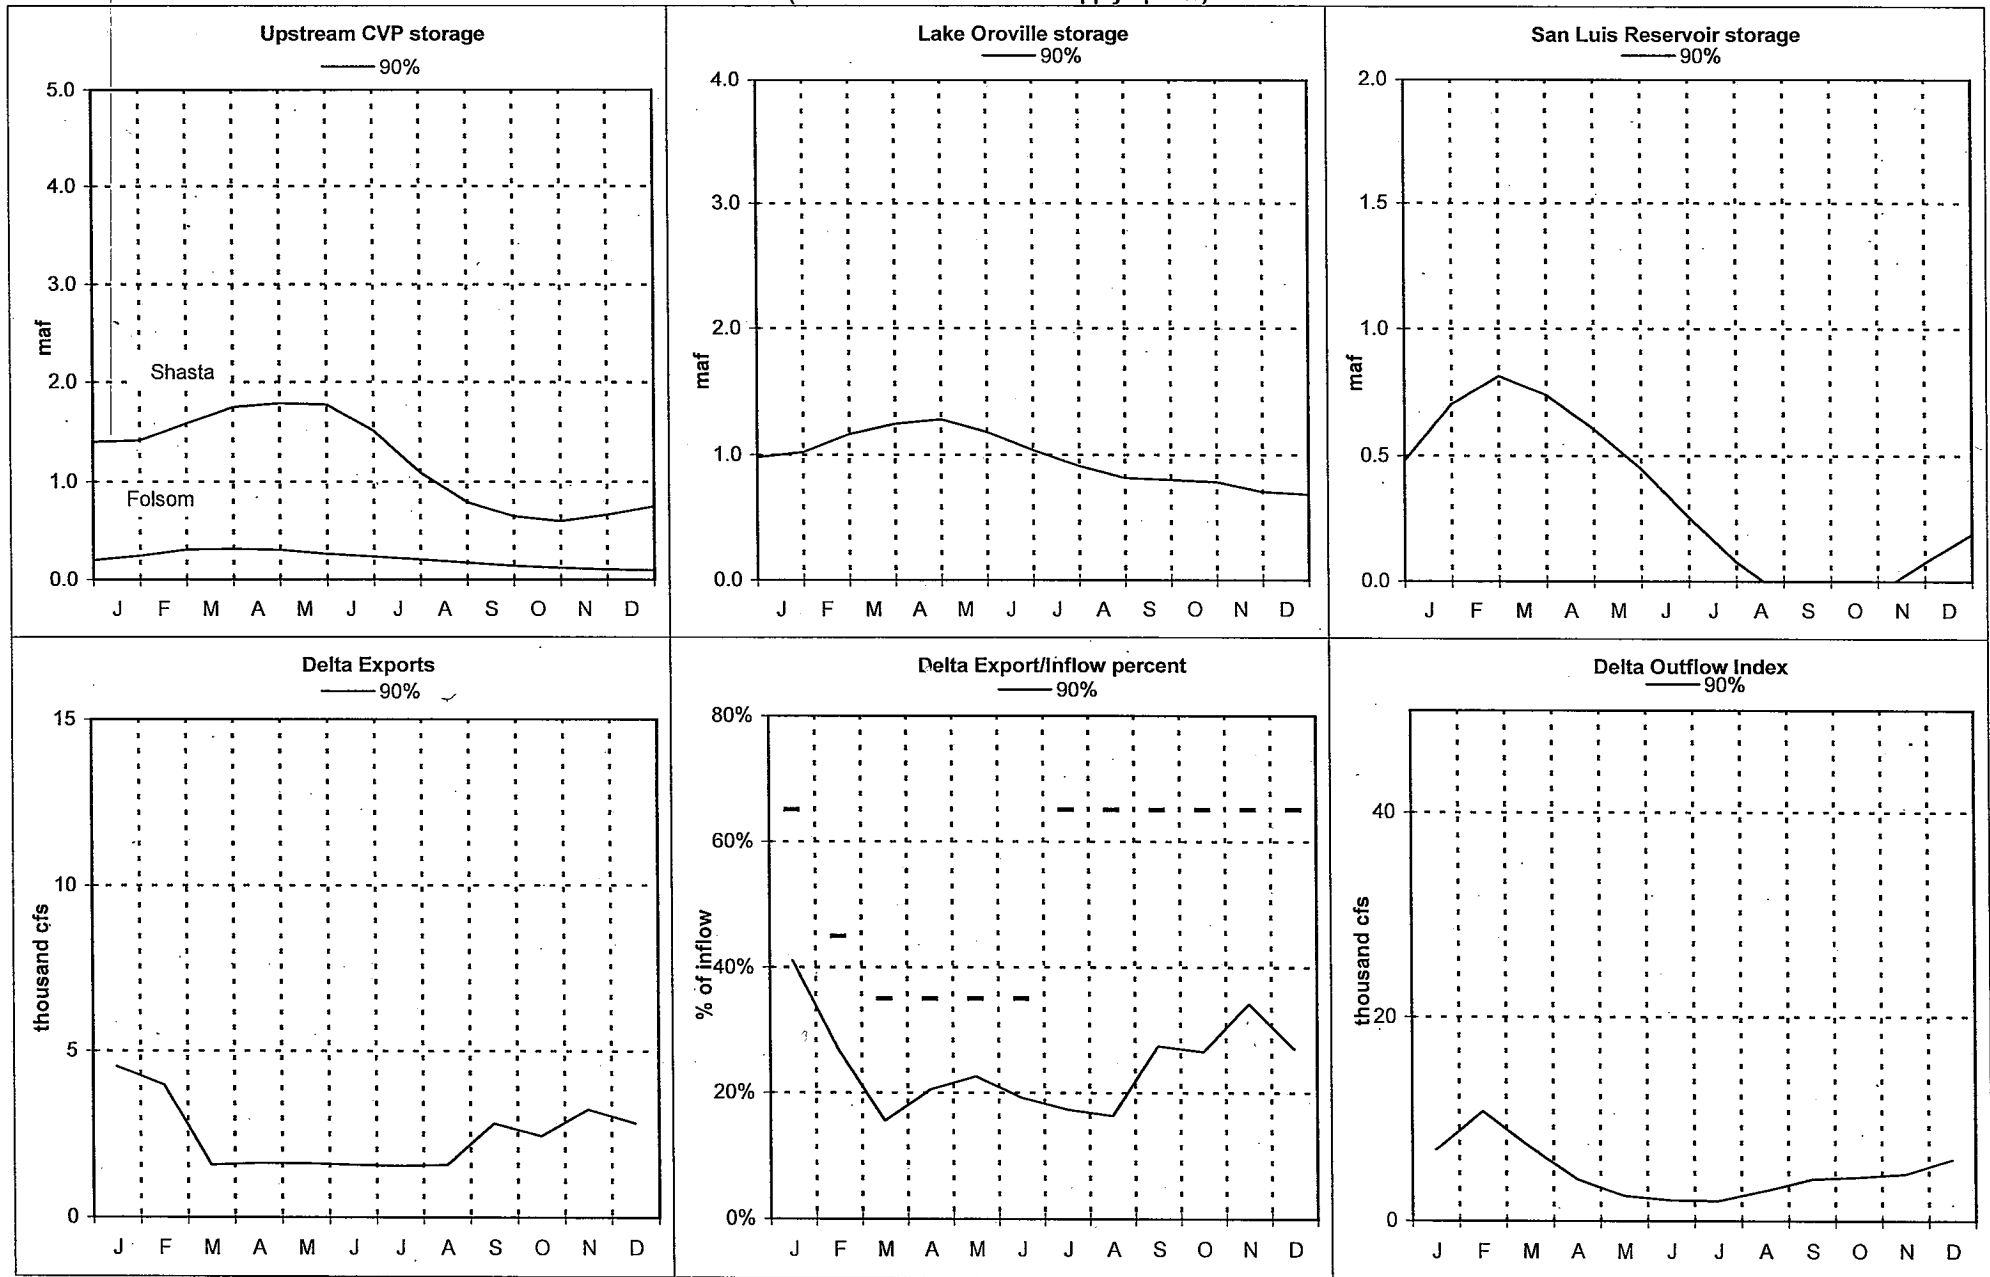 Upstream CVP storage
90%
5.0
4.0
3.0
2.0
1.0
0.0
maf
Shasta
Folsom
J F M A M J J A S O N D
Lake Oroville storage
90%
4.0
3.0
2.0
1.0
0.0
maf
J F M A M J J A S O N D
San Luis Reservoir storage
90%
2.0
1.5
1.0
0.5
0.0
maf
J F M A M J J A S O N D
Delta Exports
90%
15
10
5
0
thousand cfs
J F M A M J J A S O N D
Delta Export/Inflow percent
90%
80%
60%
40%
20%
0%
% of inflow
J F M A M J J A S O N D
Delta Outflow Index
90%
40
20
0
thousand cfs
J F M A M J J A S O N D